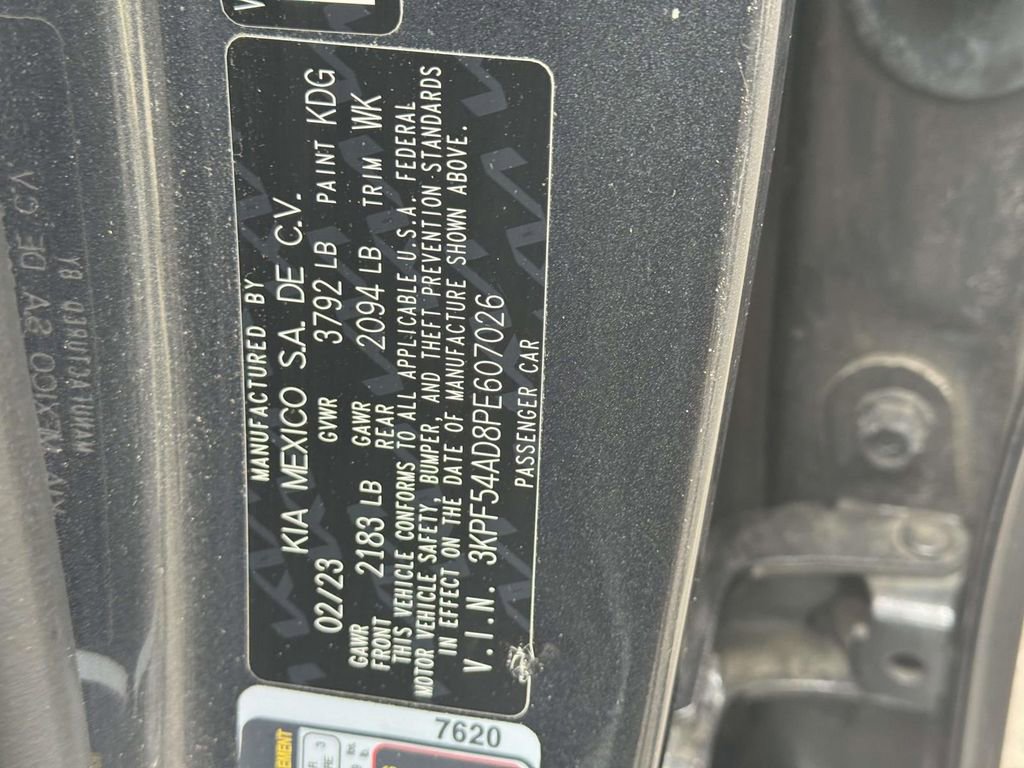 MANUFACTURED BY
KIA MEXICO S.A. DE C.V.
02/23 GVWR 3792 LB PAINT KDG
GAWR FRONT 2183 LB GAWR REAR 2094 LB TRIM WK
THIS VEHICLE CONFORMS TO ALL APPLICABLE U.S.A. FEDERAL
MOTOR VEHICLE SAFETY, BUMPER, AND THEFT PREVENTION STANDARDS
IN EFFECT ON THE DATE OF MANUFACTURE SHOWN ABOVE.
V.I.N. 3KPF54AD8PE607026
PASSENGER CAR
7620